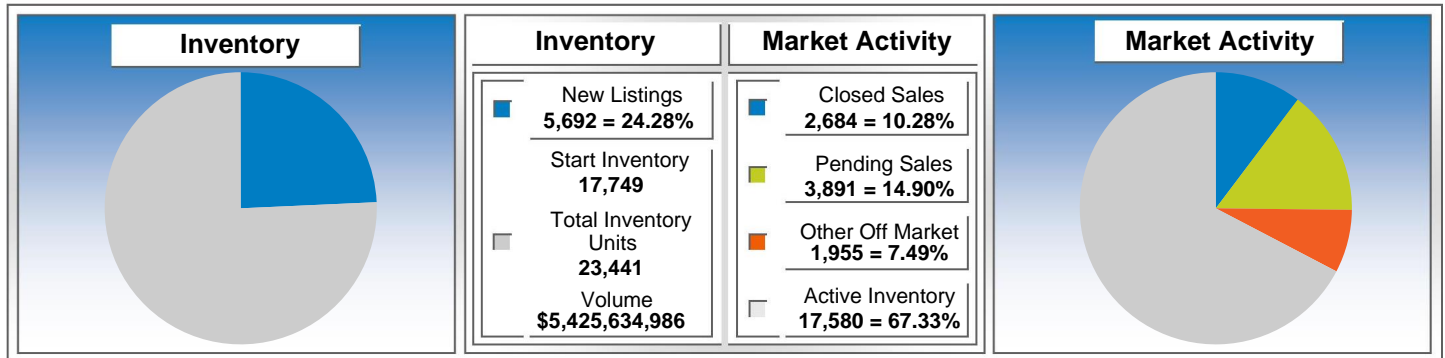 Inventory
Inventory
New Listings
5,692 = 24.28%
Start Inventory
17,749
Total Inventory
Units
23,441
Volume
$5,425,634,986
Market Activity
Closed Sales
2,684 = 10.28%
Pending Sales
3,891 = 14.90%
Other Off Market
1,955 = 7.49%
Active Inventory
17,580 = 67.33%
Market Activity